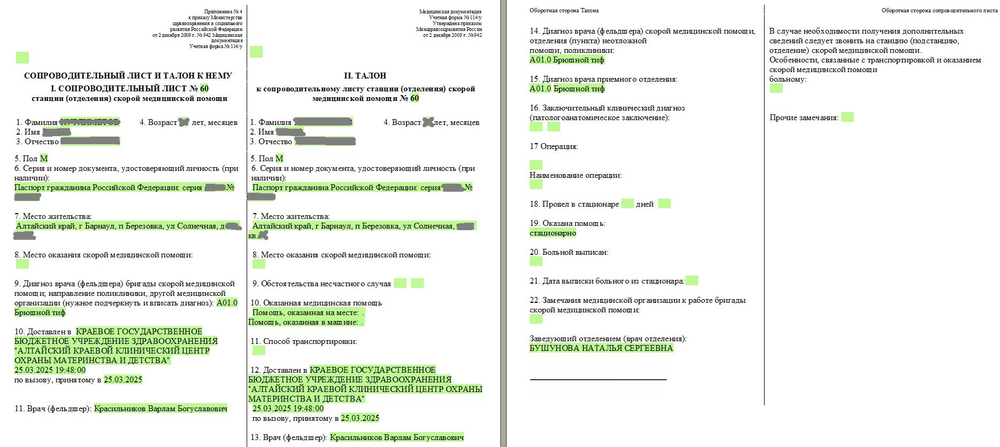 Приложение № 4
к приказу Министерства
здравоохранения и социального
развития Российской Федерации
от 2 декабря 2009 г. № 942 Медицинская
документация
Учетная форма № 114/у
СОПРОВОДИТЕЛЬНЫЙ ЛИСТ И ТАЛОН К НЕМУ
I. СОПРОВОДИТЕЛЬНЫЙ ЛИСТ № 60
станции (отделения) скорой медицинской помощи
1. Фамилия 4. Возраст лет, месяцев
2. Имя
3. Отчество
5. Пол М
6. Серия и номер документа, удостоверяющий личность (при
наличии):
Паспорт гражданина Российской Федерации: серия №
7. Место жительства:
Алтайский край, г Барнаул, п Березовка, ул Солнечная, д
8. Место оказания скорой медицинской помощи:
9. Диагноз врача (фельдшера) бригады скорой медицинской
помощи; направление поликлиники, другой медицинской
организации (нужное подчеркнуть и вписать диагноз): A01.0
Брюшной тиф
10. Доставлен в КРАЕВОЕ ГОСУДАРСТВЕННОЕ
БЮДЖЕТНОЕ УЧРЕЖДЕНИЕ ЗДРАВООХРАНЕНИЯ
"АЛТАЙСКИЙ КРАЕВОЙ КЛИНИЧЕСКИЙ ЦЕНТР
ОХРАНЫ МАТЕРИНСТВА И ДЕТСТВА"
25.03.2025 19:48:00
по вызову, принятому в 25.03.2025
11. Врач (фельдшер): Красильников Варлам Богуславович
Медицинская документация
Учетная форма № 114/у
Утверждена приказом
Минздравсоцразвития России
от 2 декабря 2009 г. № 942
II. ТАЛОН
к сопроводительному листу станции (отделения) скорой
медицинской помощи № 60
1. Фамилия 4. Возраст лет, месяцев
2. Имя
3. Отчество
5. Пол М
6. Серия и номер документа, удостоверяющий личность (при
наличии):
Паспорт гражданина Российской Федерации: серия №
7. Место жительства:
Алтайский край, г Барнаул, п Березовка, ул Солнечная,
кв.
8. Место оказания скорой медицинской помощи:
9. Обстоятельства несчастного случая
10. Оказанная медицинская помощь
Помощь, оказанная на месте: .
Помощь, оказанная в машине: .
11. Способ транспортировки:
12. Доставлен в КРАЕВОЕ ГОСУДАРСТВЕННОЕ
БЮДЖЕТНОЕ УЧРЕЖДЕНИЕ ЗДРАВООХРАНЕНИЯ
"АЛТАЙСКИЙ КРАЕВОЙ КЛИНИЧЕСКИЙ ЦЕНТР ОХРАНЫ
МАТЕРИНСТВА И ДЕТСТВА"
25.03.2025 19:48:00
по вызову, принятому в 25.03.2025
13. Врач (фельдшер): Красильников Варлам Богуславович
Оборотная сторона Талона
14. Диагноз врача (фельдшера) скорой медицинской помощи,
отделения (пункта) неотложной
помощи, поликлиники:
A01.0 Брюшной тиф
15. Диагноз врача приемного отделения:
A01.0 Брюшной тиф
16. Заключительный клинический диагноз
(патологоанатомическое заключение):
17 Операция:
Наименование операции:
18. Провел в стационаре дней
19. Оказана помощь:
стационарно
20. Больной выписан:
21. Дата выписки больного из стационара:
22. Замечания медицинской организации к работе бригады
скорой медицинской помощи:
Заведующий отделением (врач отделения):
БУШУНОВА НАТАЛЬЯ СЕРГЕЕВНА
Оборотная сторона сопроводительного листа
В случае необходимости получения дополнительных
сведений следует звонить на станцию (подстанцию,
отделение) скорой медицинской помощи.
Особенности, связанные с транспортировкой и оказанием
скорой медицинской помощи
больному:
Прочие замечания: